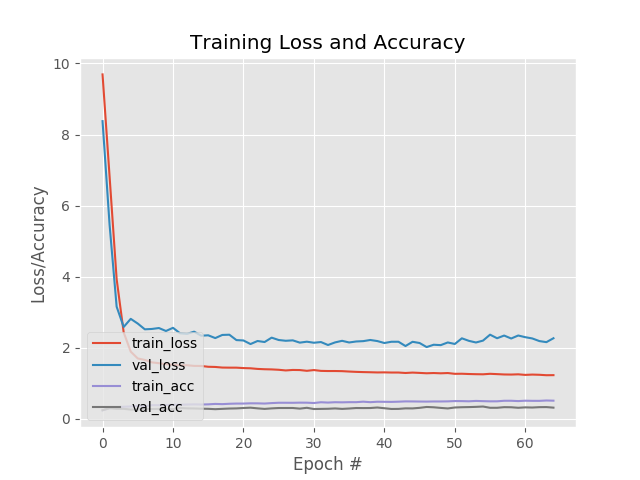 Training Loss and Accuracy
Loss/Accuracy
10
8
6
4
2
0
train_loss
val_loss
train_acc
val_acc
0 10 20 30 40 50 60
Epoch #